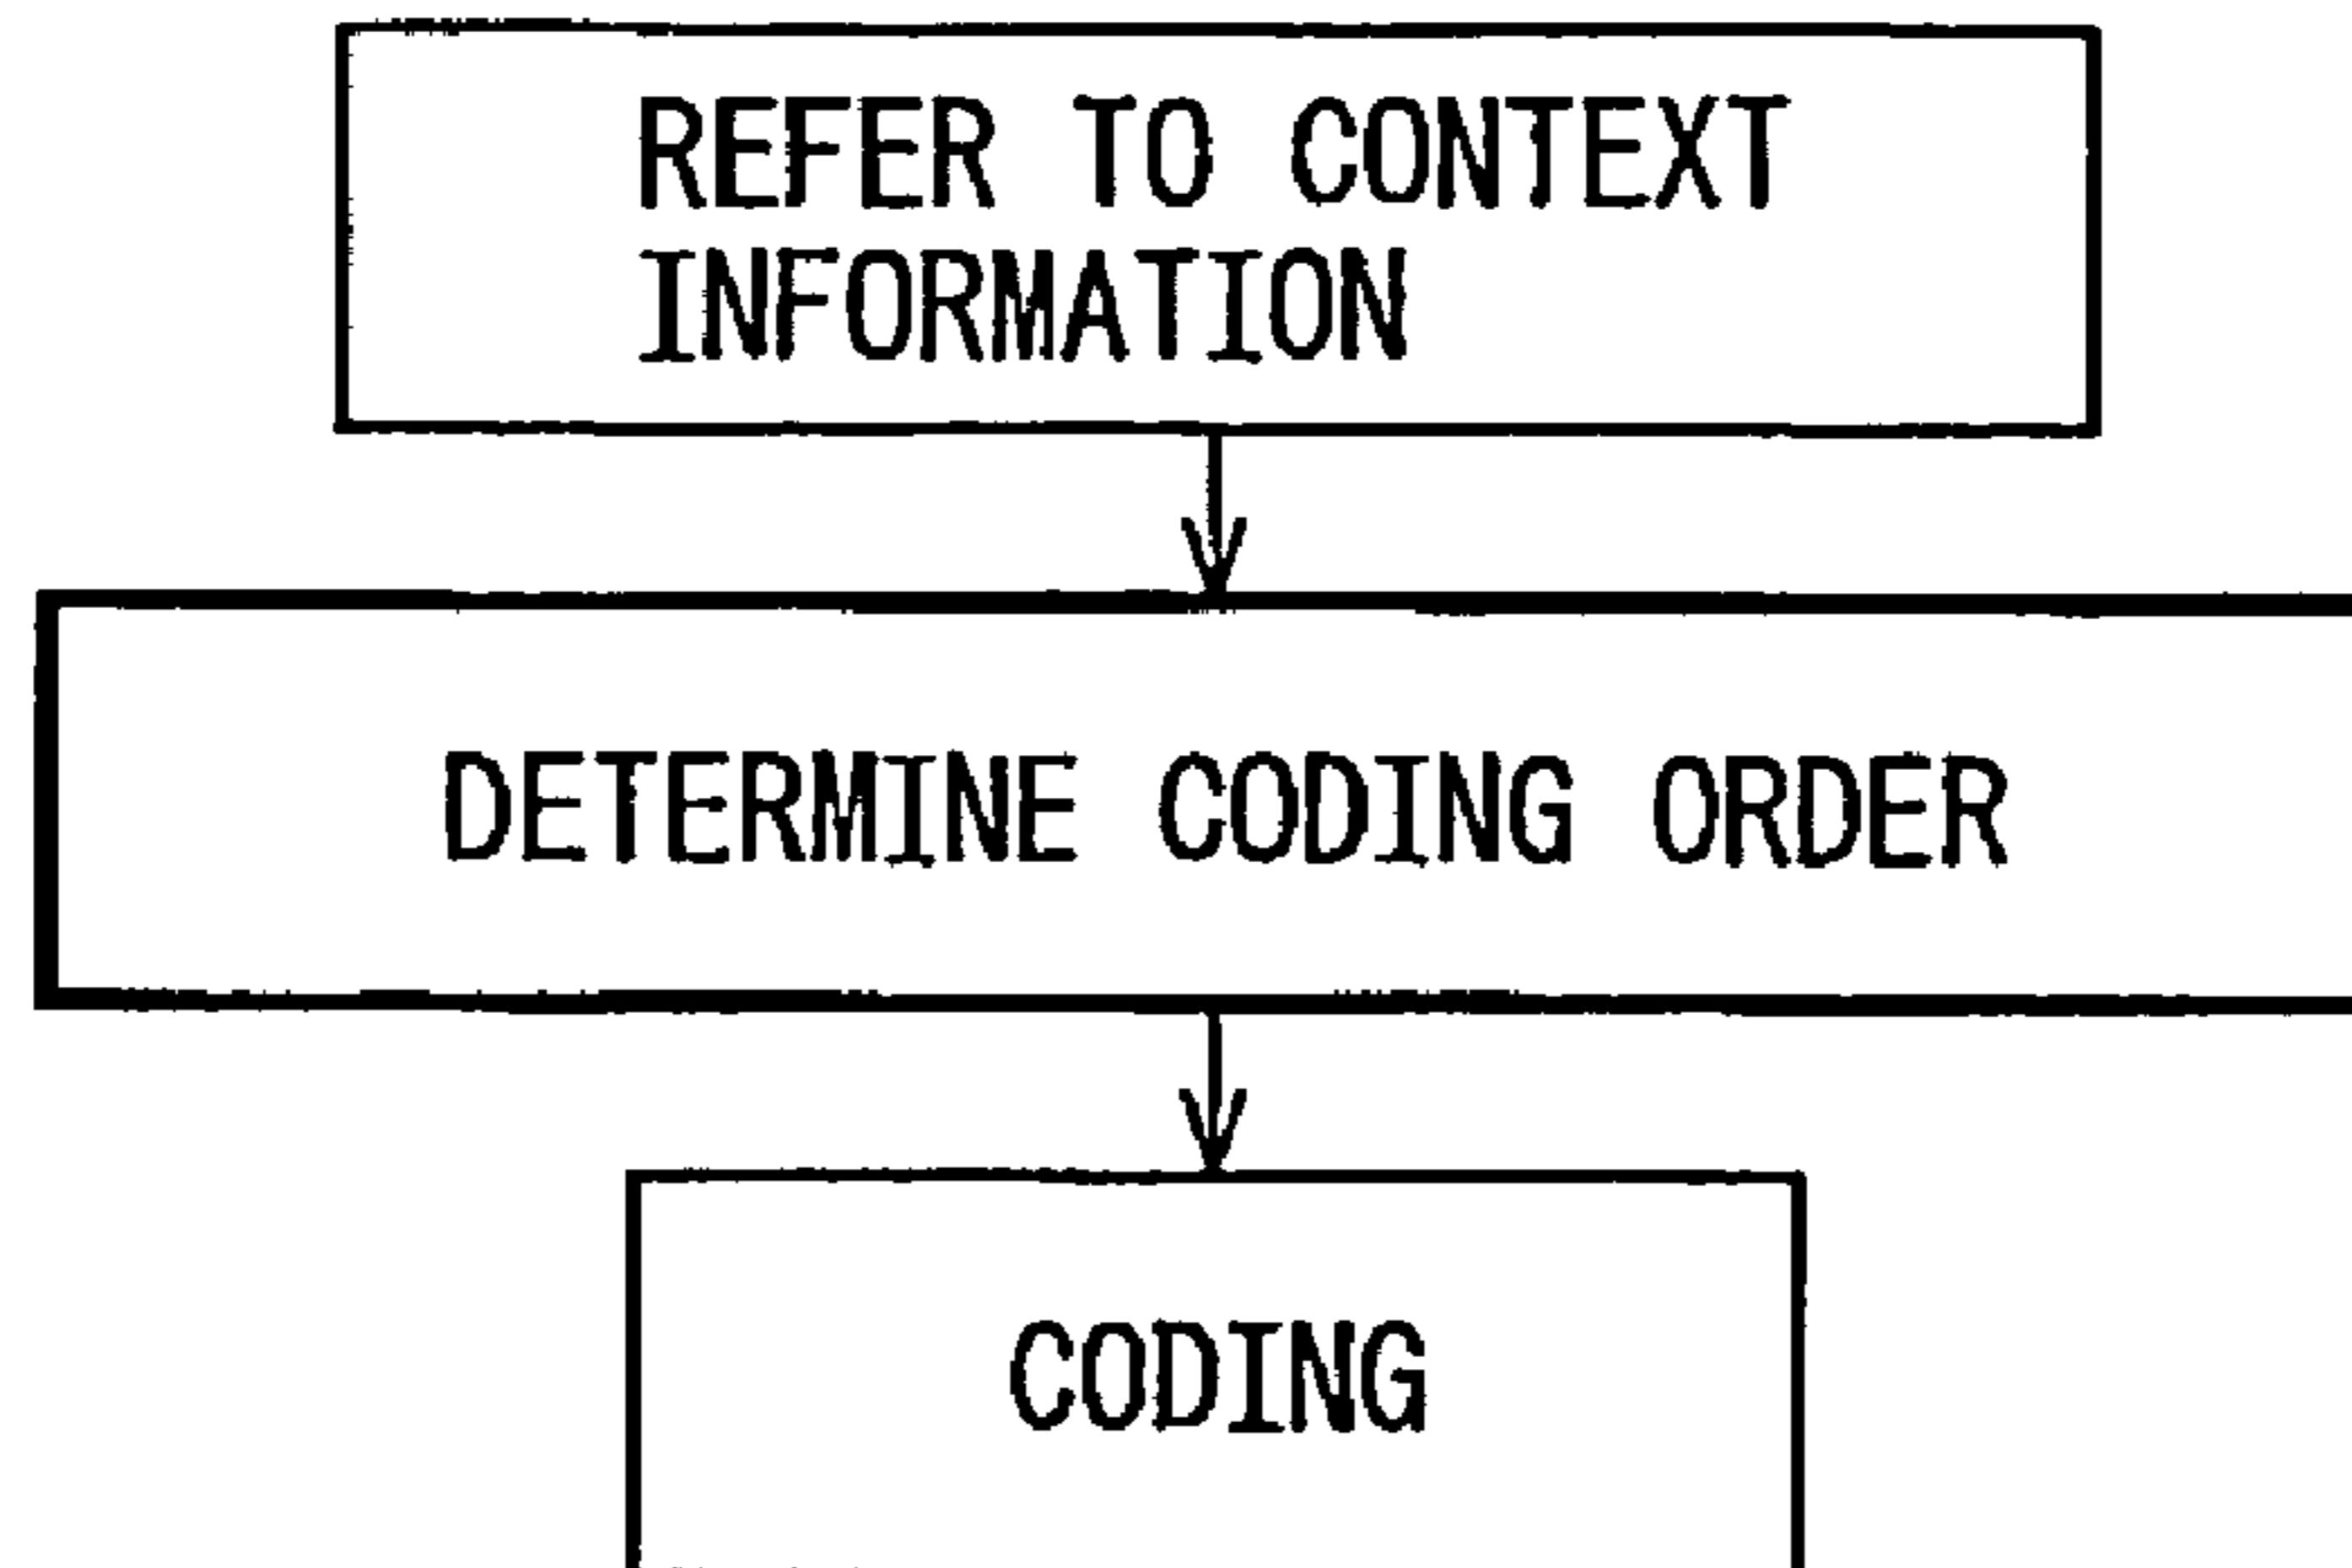 REFER TO CONTEXT
INFORMATION
DETERMINE CODING ORDER
CODING